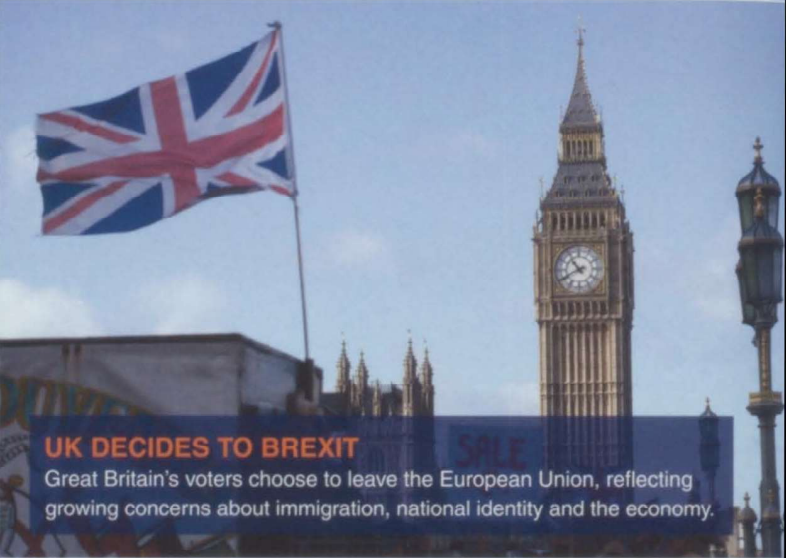 UK DECIDES TO BREXIT
Great Britain's voters choose to leave the European Union, reflecting
growing concerns about immigration, national identity and the economy.
SALE